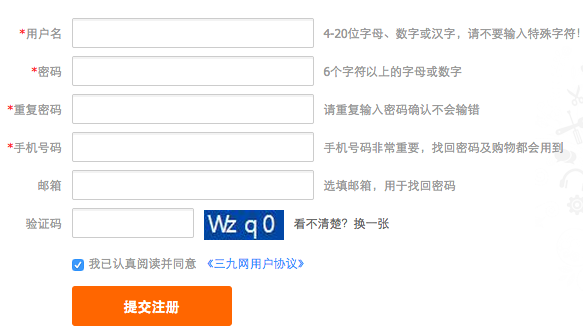 *用户名 4-20位字母、数字或汉字，请不要输入特殊字符!
*密码 6个字符以上的字母或数字
*重复密码 请重复输入密码确认不会输错
*手机号码 手机号码非常重要，找回密码及购物都会用到
邮箱 选填邮箱，用于找回密码
验证码 Wz q0 看不清楚？换一张
我已认真阅读并同意 《三九网用户协议》
提交注册